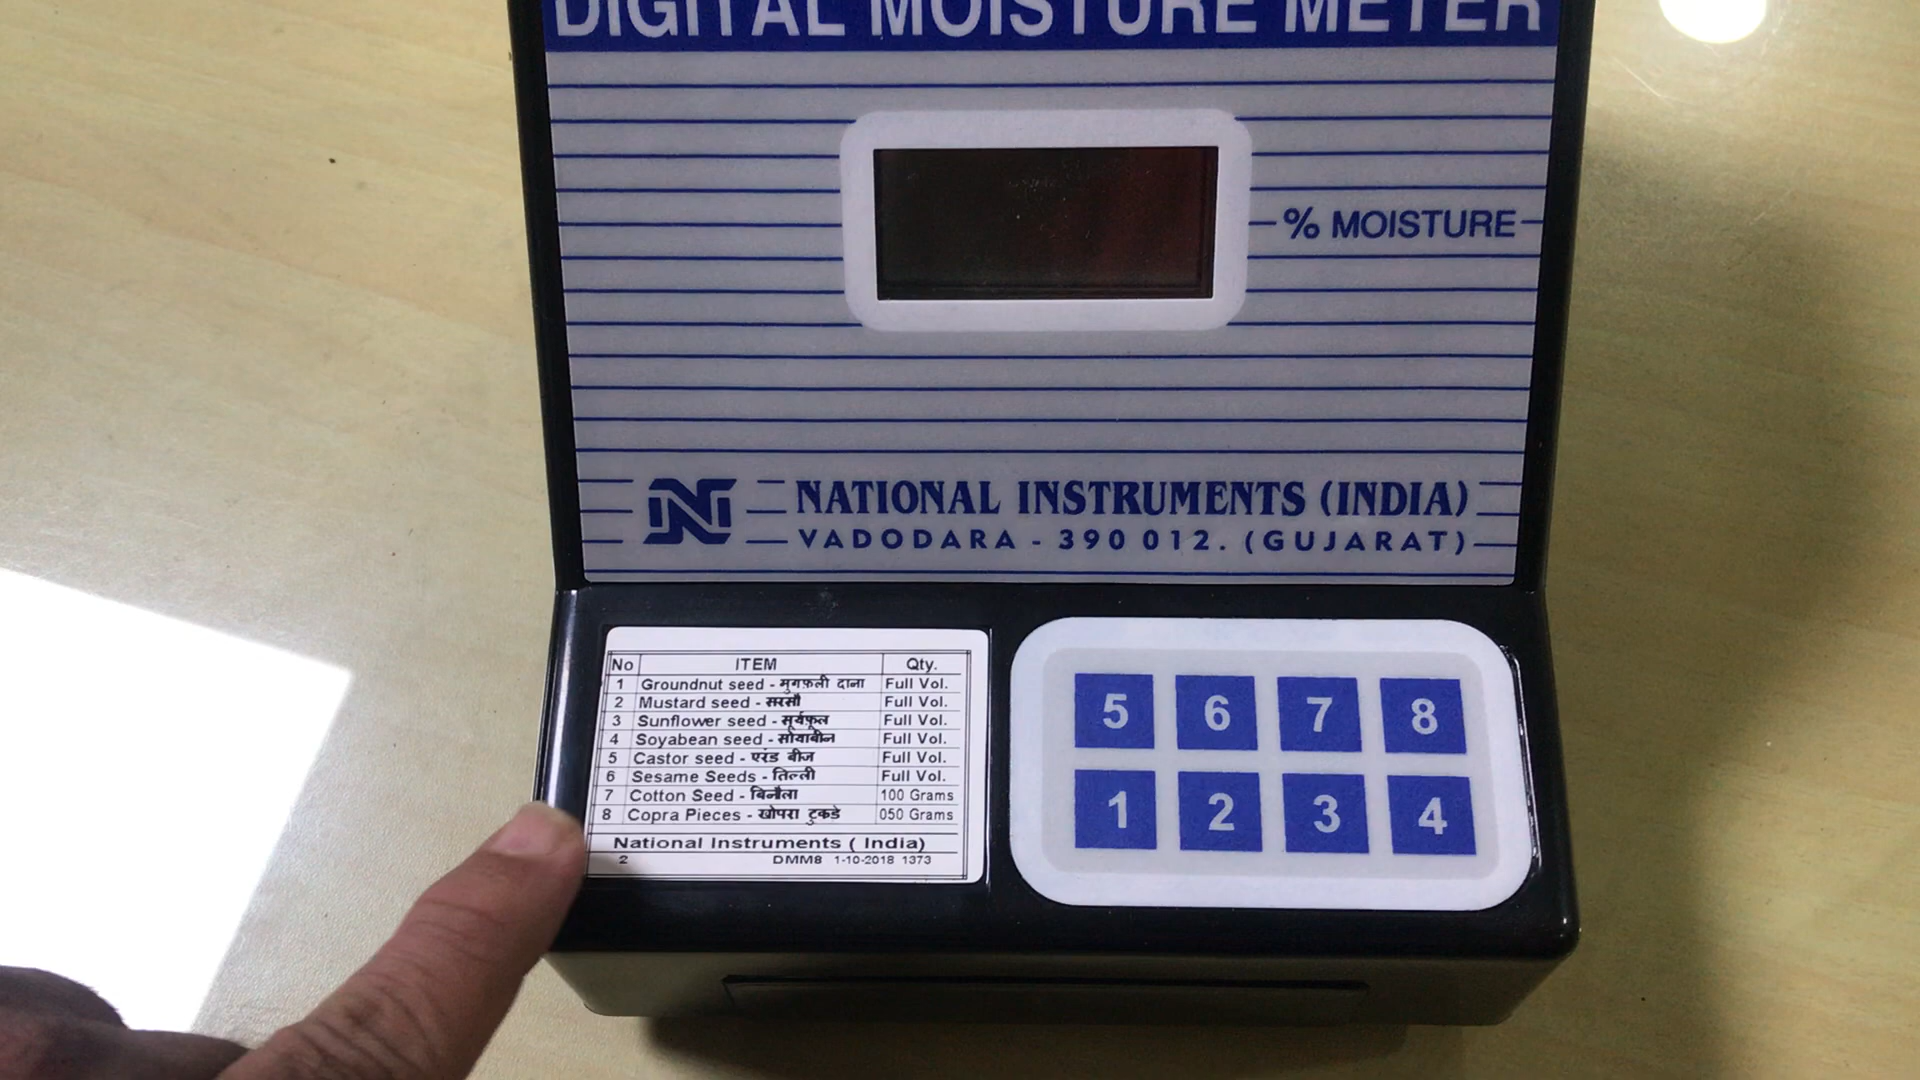 DIGITAL MOISTURE METER
% MOISTURE
NATIONAL INSTRUMENTS (INDIA)
VADODARA - 390 012. (GUJARAT)
No ITEM Qty.
1 Groundnut seed - मुगफली दाना Full Vol.
2 Mustard seed - सरसौ Full Vol.
3 Sunflower seed - सूर्यफूल Full Vol.
4 Soyabean seed - सोयाबीन Full Vol.
5 Castor seed - एरंड बीज Full Vol.
6 Sesame Seeds - तिल्ली Full Vol.
7 Cotton Seed - बिनौला 100 Grams
8 Copra Pieces - खोपरा टुकडे 050 Grams
National Instruments ( India)
2 DMM8 1-10-2018 1373
5 6 7 8
1 2 3 4